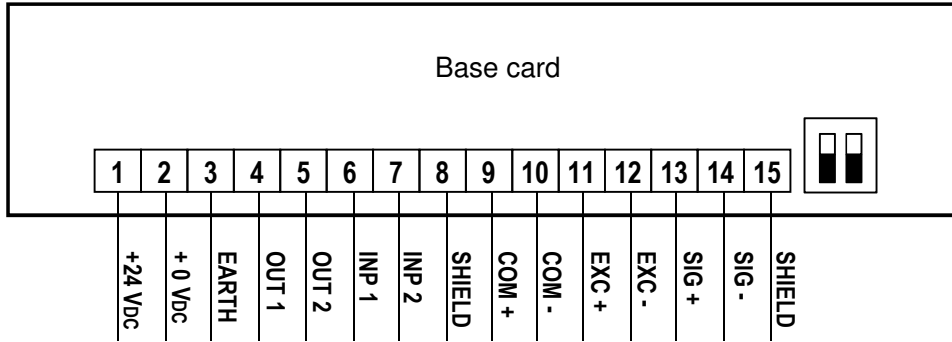 Base card
1 2 3 4 5 6 7 8 9 10 11 12 13 14 15
+24 VDC
+ 0 VDC
EARTH
OUT 1
OUT 2
INP 1
INP 2
SHIELD
COM +
COM -
EXC +
EXC -
SIG +
SIG -
SHIELD